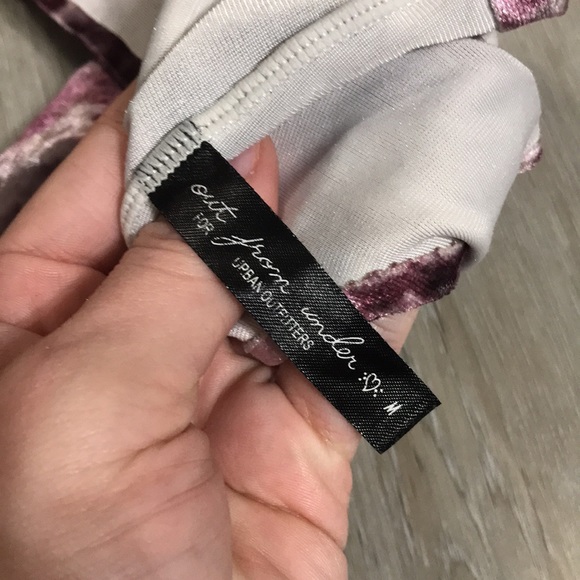 out from under
FOR URBAN OUTFITTERS
M